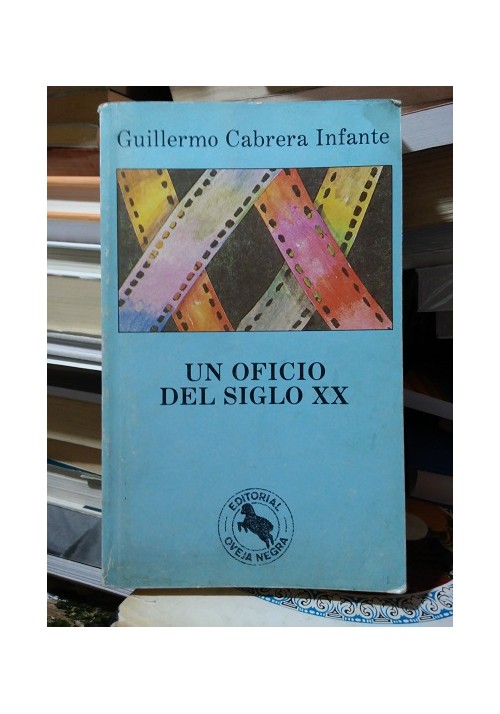 Guillermo Cabrera Infante
UN OFICIO
DEL SIGLO XX
EDITORIAL
OVEJA NEGRA